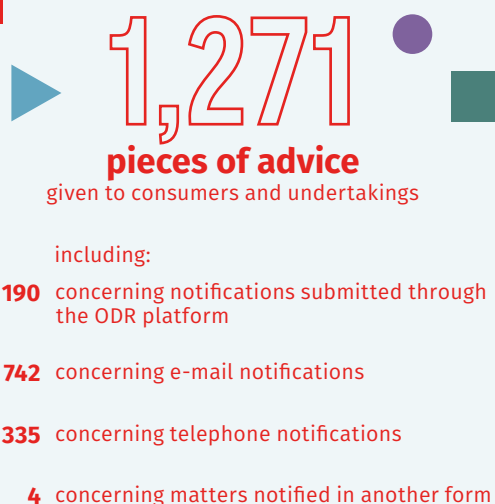 1,271
pieces of advice
given to consumers and undertakings
including:
190 concerning notifications submitted through
the ODR platform
742 concerning e-mail notifications
335 concerning telephone notifications
4 concerning matters notified in another form